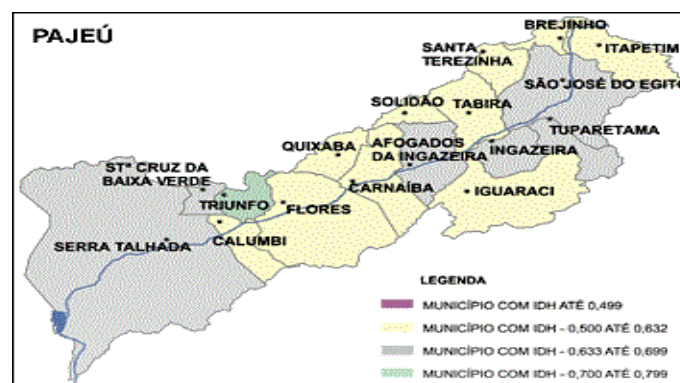 PAJEÚ
BREJINHO
ITAPETIM
SANTA
TEREZINHA
SÃO JOSÉ DO EGITO
SOLIDÃO
TABIRA
TUPARETAMA
QUIXABA
AFOGADOS
DA INGAZEIRA
INGAZEIRA
STª CRUZ DA
BAIXA VERDE
CARNAÍBA
IGUARACI
TRIUNFO
FLORES
SERRA TALHADA
CALUMBI
LEGENDA
MUNICÍPIO COM IDH ATÉ 0,499
MUNICÍPIO COM IDH - 0,500 ATÉ 0,632
MUNICÍPIO COM IDH - 0,633 ATÉ 0,699
MUNICÍPIO COM IDH - 0,700 ATÉ 0,799